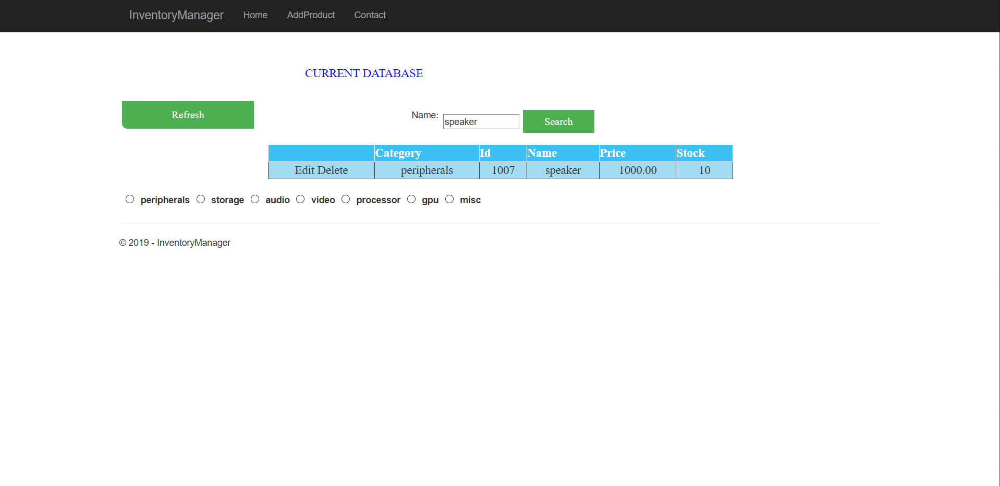 InventoryManager Home AddProduct Contact
CURRENT DATABASE
Refresh
Name: speaker Search
Category Id Name Price Stock
Edit Delete peripherals 1007 speaker 1000.00 10
peripherals storage audio video processor gpu misc
© 2019 - InventoryManager